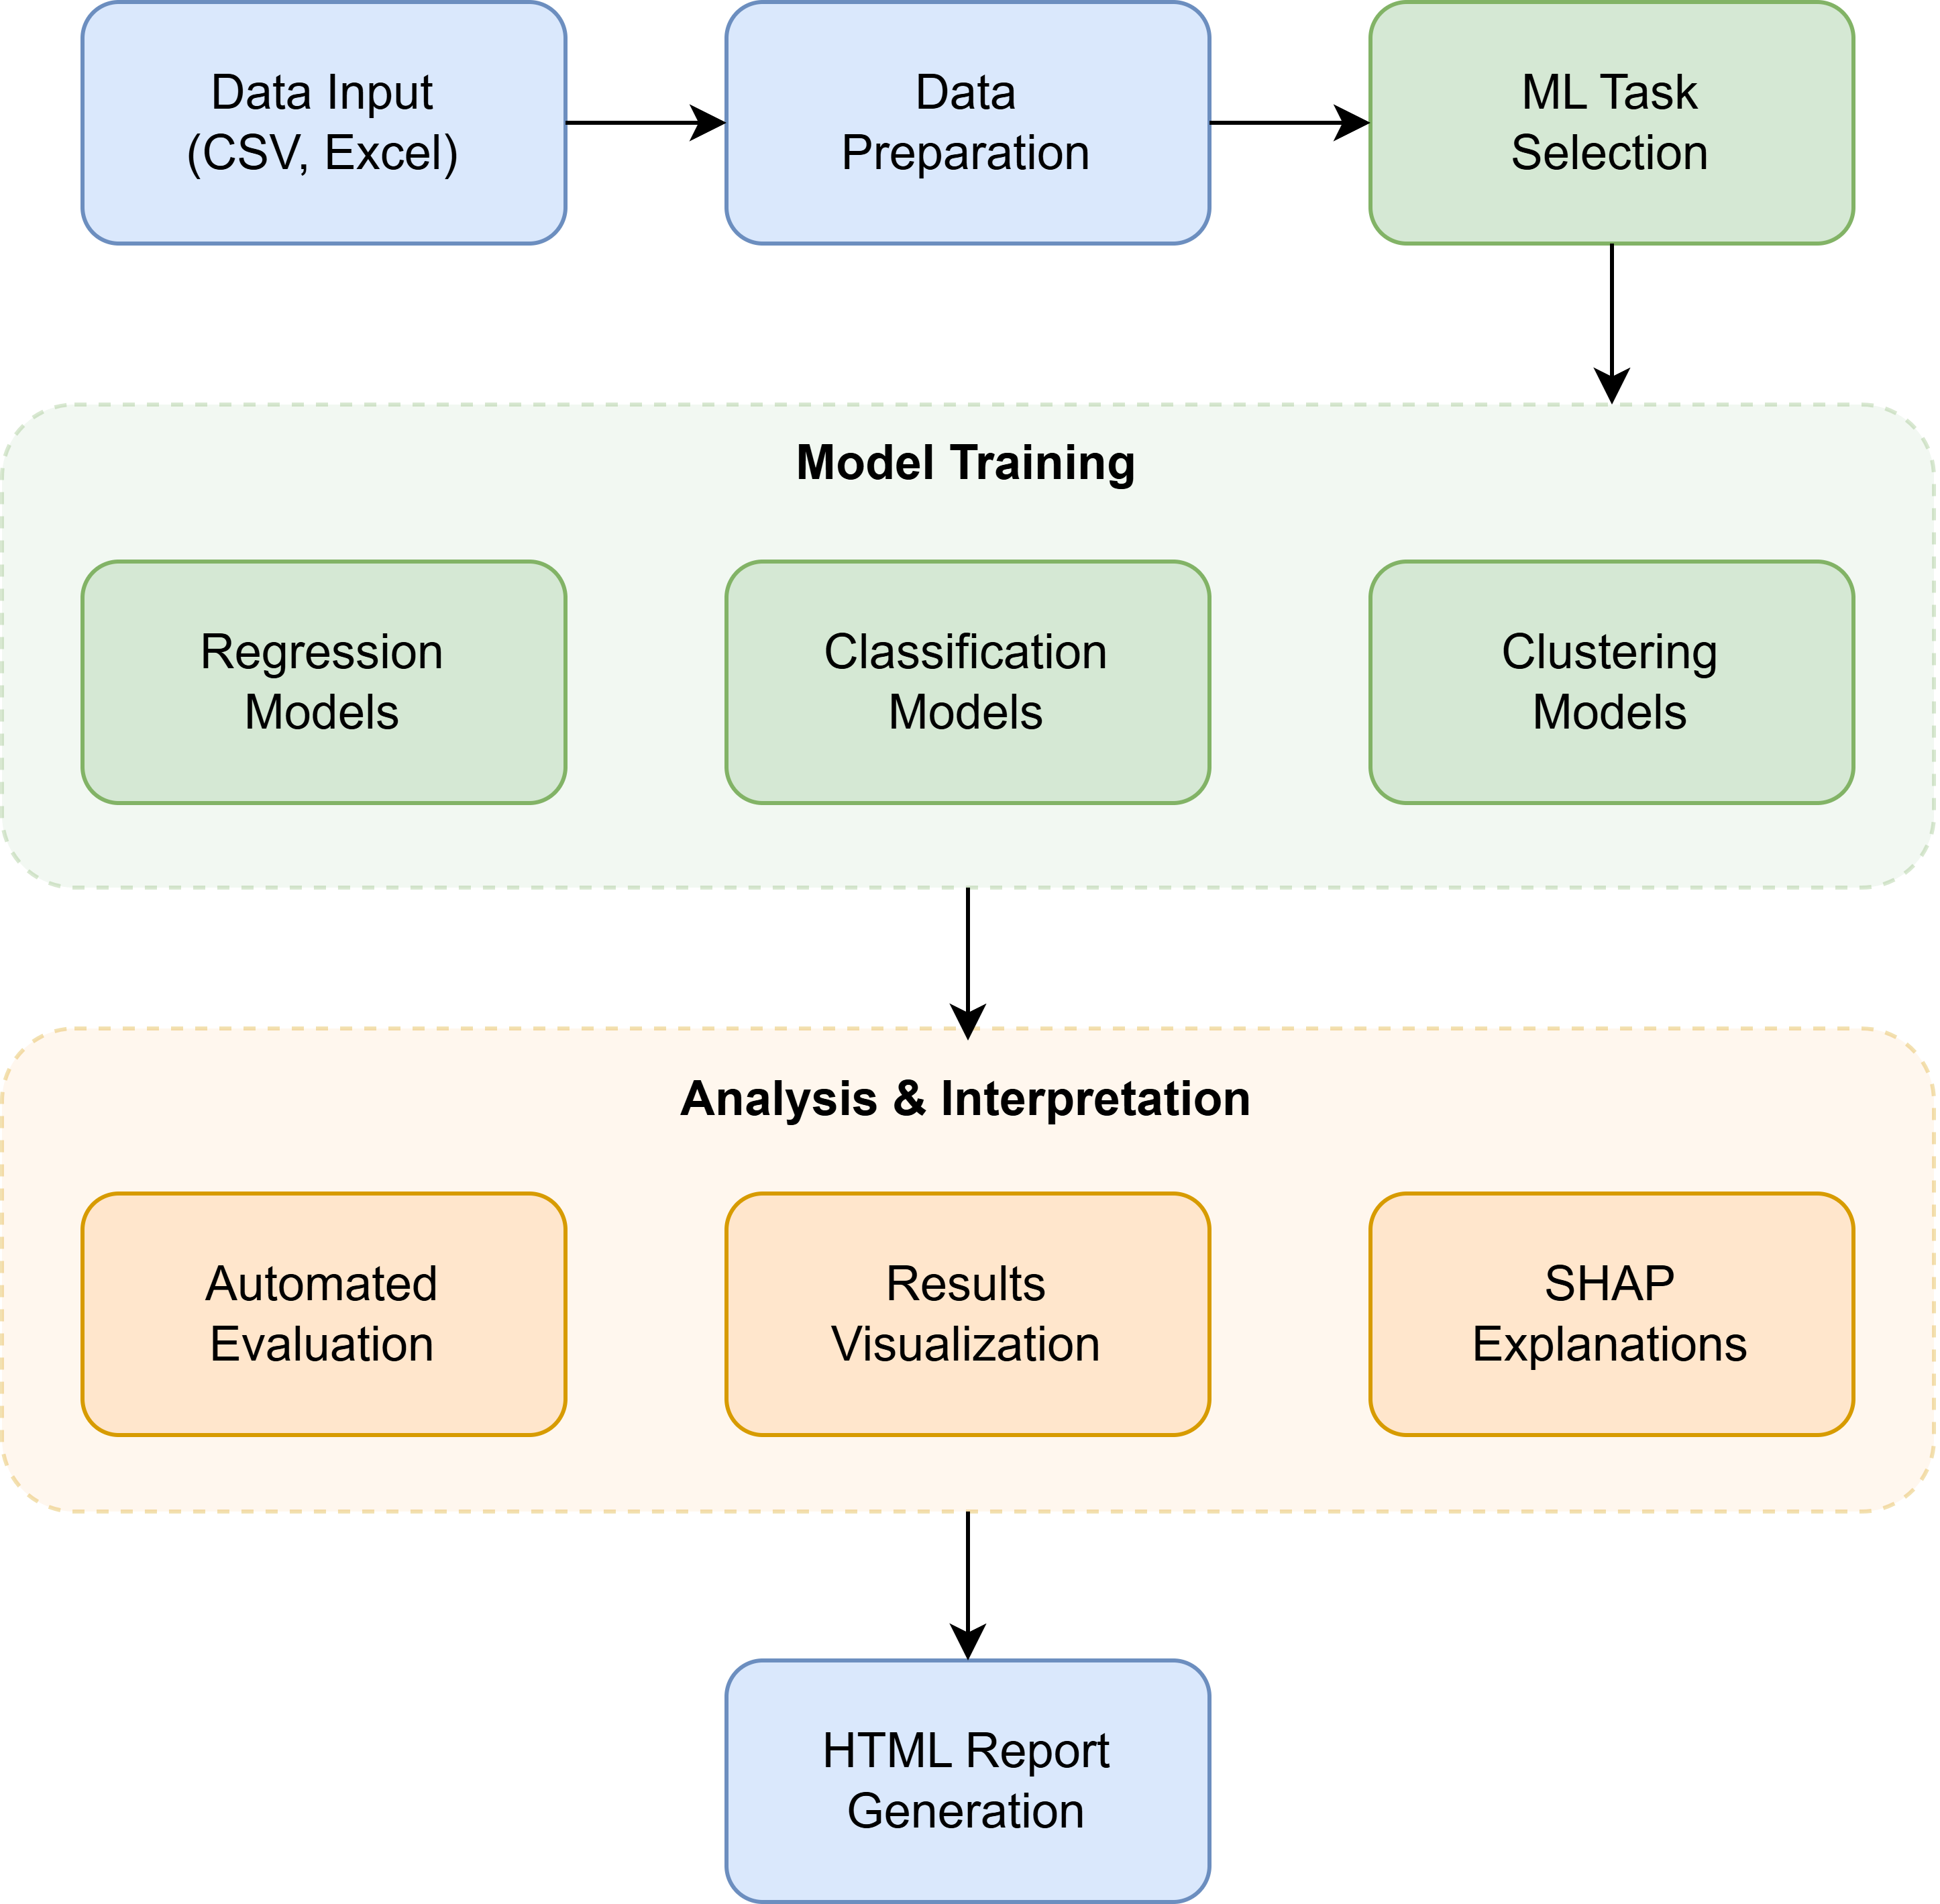 Data Input
(CSV, Excel)
Data
Preparation
ML Task
Selection
Model Training
Regression
Models
Classification
Models
Clustering
Models
Analysis & Interpretation
Automated
Evaluation
Results
Visualization
SHAP
Explanations
HTML Report
Generation